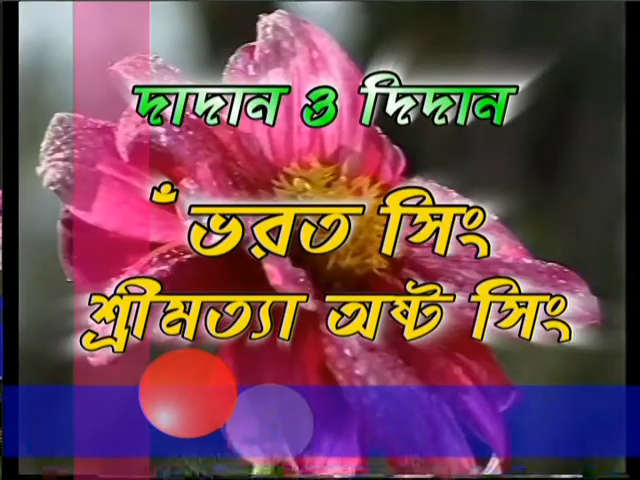 দাদান ও দিদান
ঁ ভরত সিং
শ্রীমত্যা অষ্ট সিং